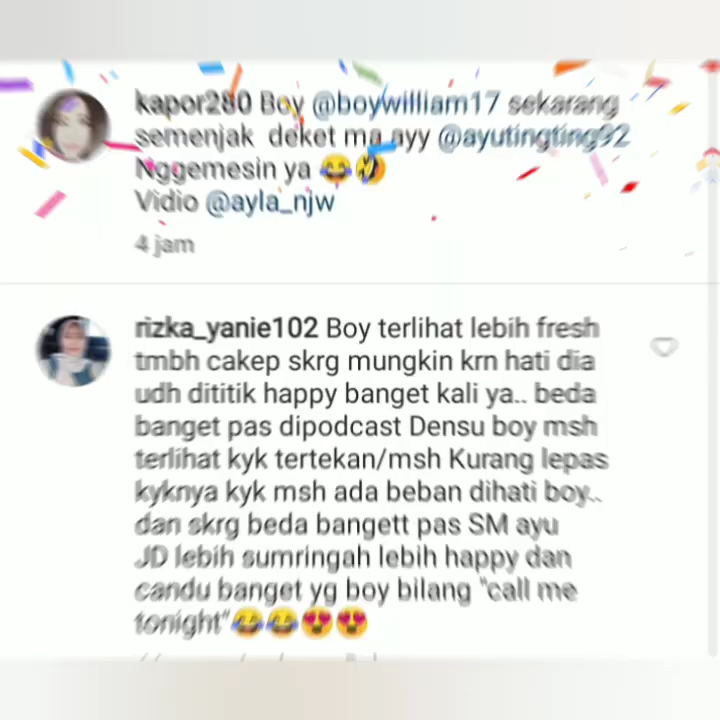 kapor280 Boy @boywilliam17 sekarang
semenjak deket ma ayy @ayutingting92
Nggemesin ya 😂🤣
Vidio @ayla_njw
4 jam
rizka_yanie102 Boy terlihat lebih fresh
tmbh cakep skrg mungkin krn hati dia
udh dititik happy banget kali ya.. beda
banget pas dipodcast Densu boy msh
terlihat kyk tertekan/msh Kurang lepas
kyknya kyk msh ada beban dihati boy..
dan skrg beda bangett pas SM ayu
JD lebih sumringah lebih happy dan
candu banget yg boy bilang "call me
tonight"😂😂😍😍